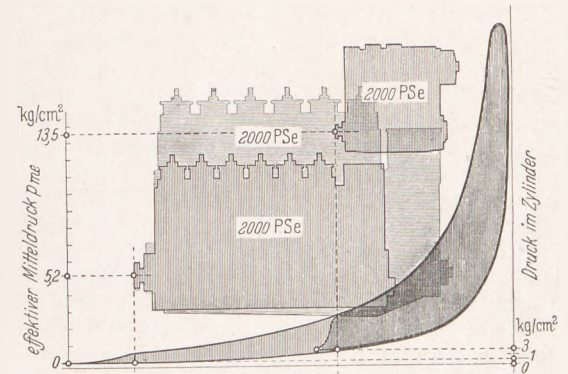 kg/cm²
13,5
effektiver Mitteldruck pme
5,2
0
2000 PSe
2000 PSe
2000 PSe
Druck im Zylinder
kg/cm²
3
1
0